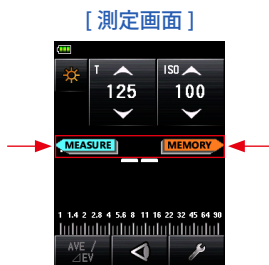 [ 測定画面 ]
T ISO
125 100
MEASURE MEMORY
1 1.4 2 2.8 4 5.6 8 11 16 22 32 45 64 90
AVE /
⊿EV